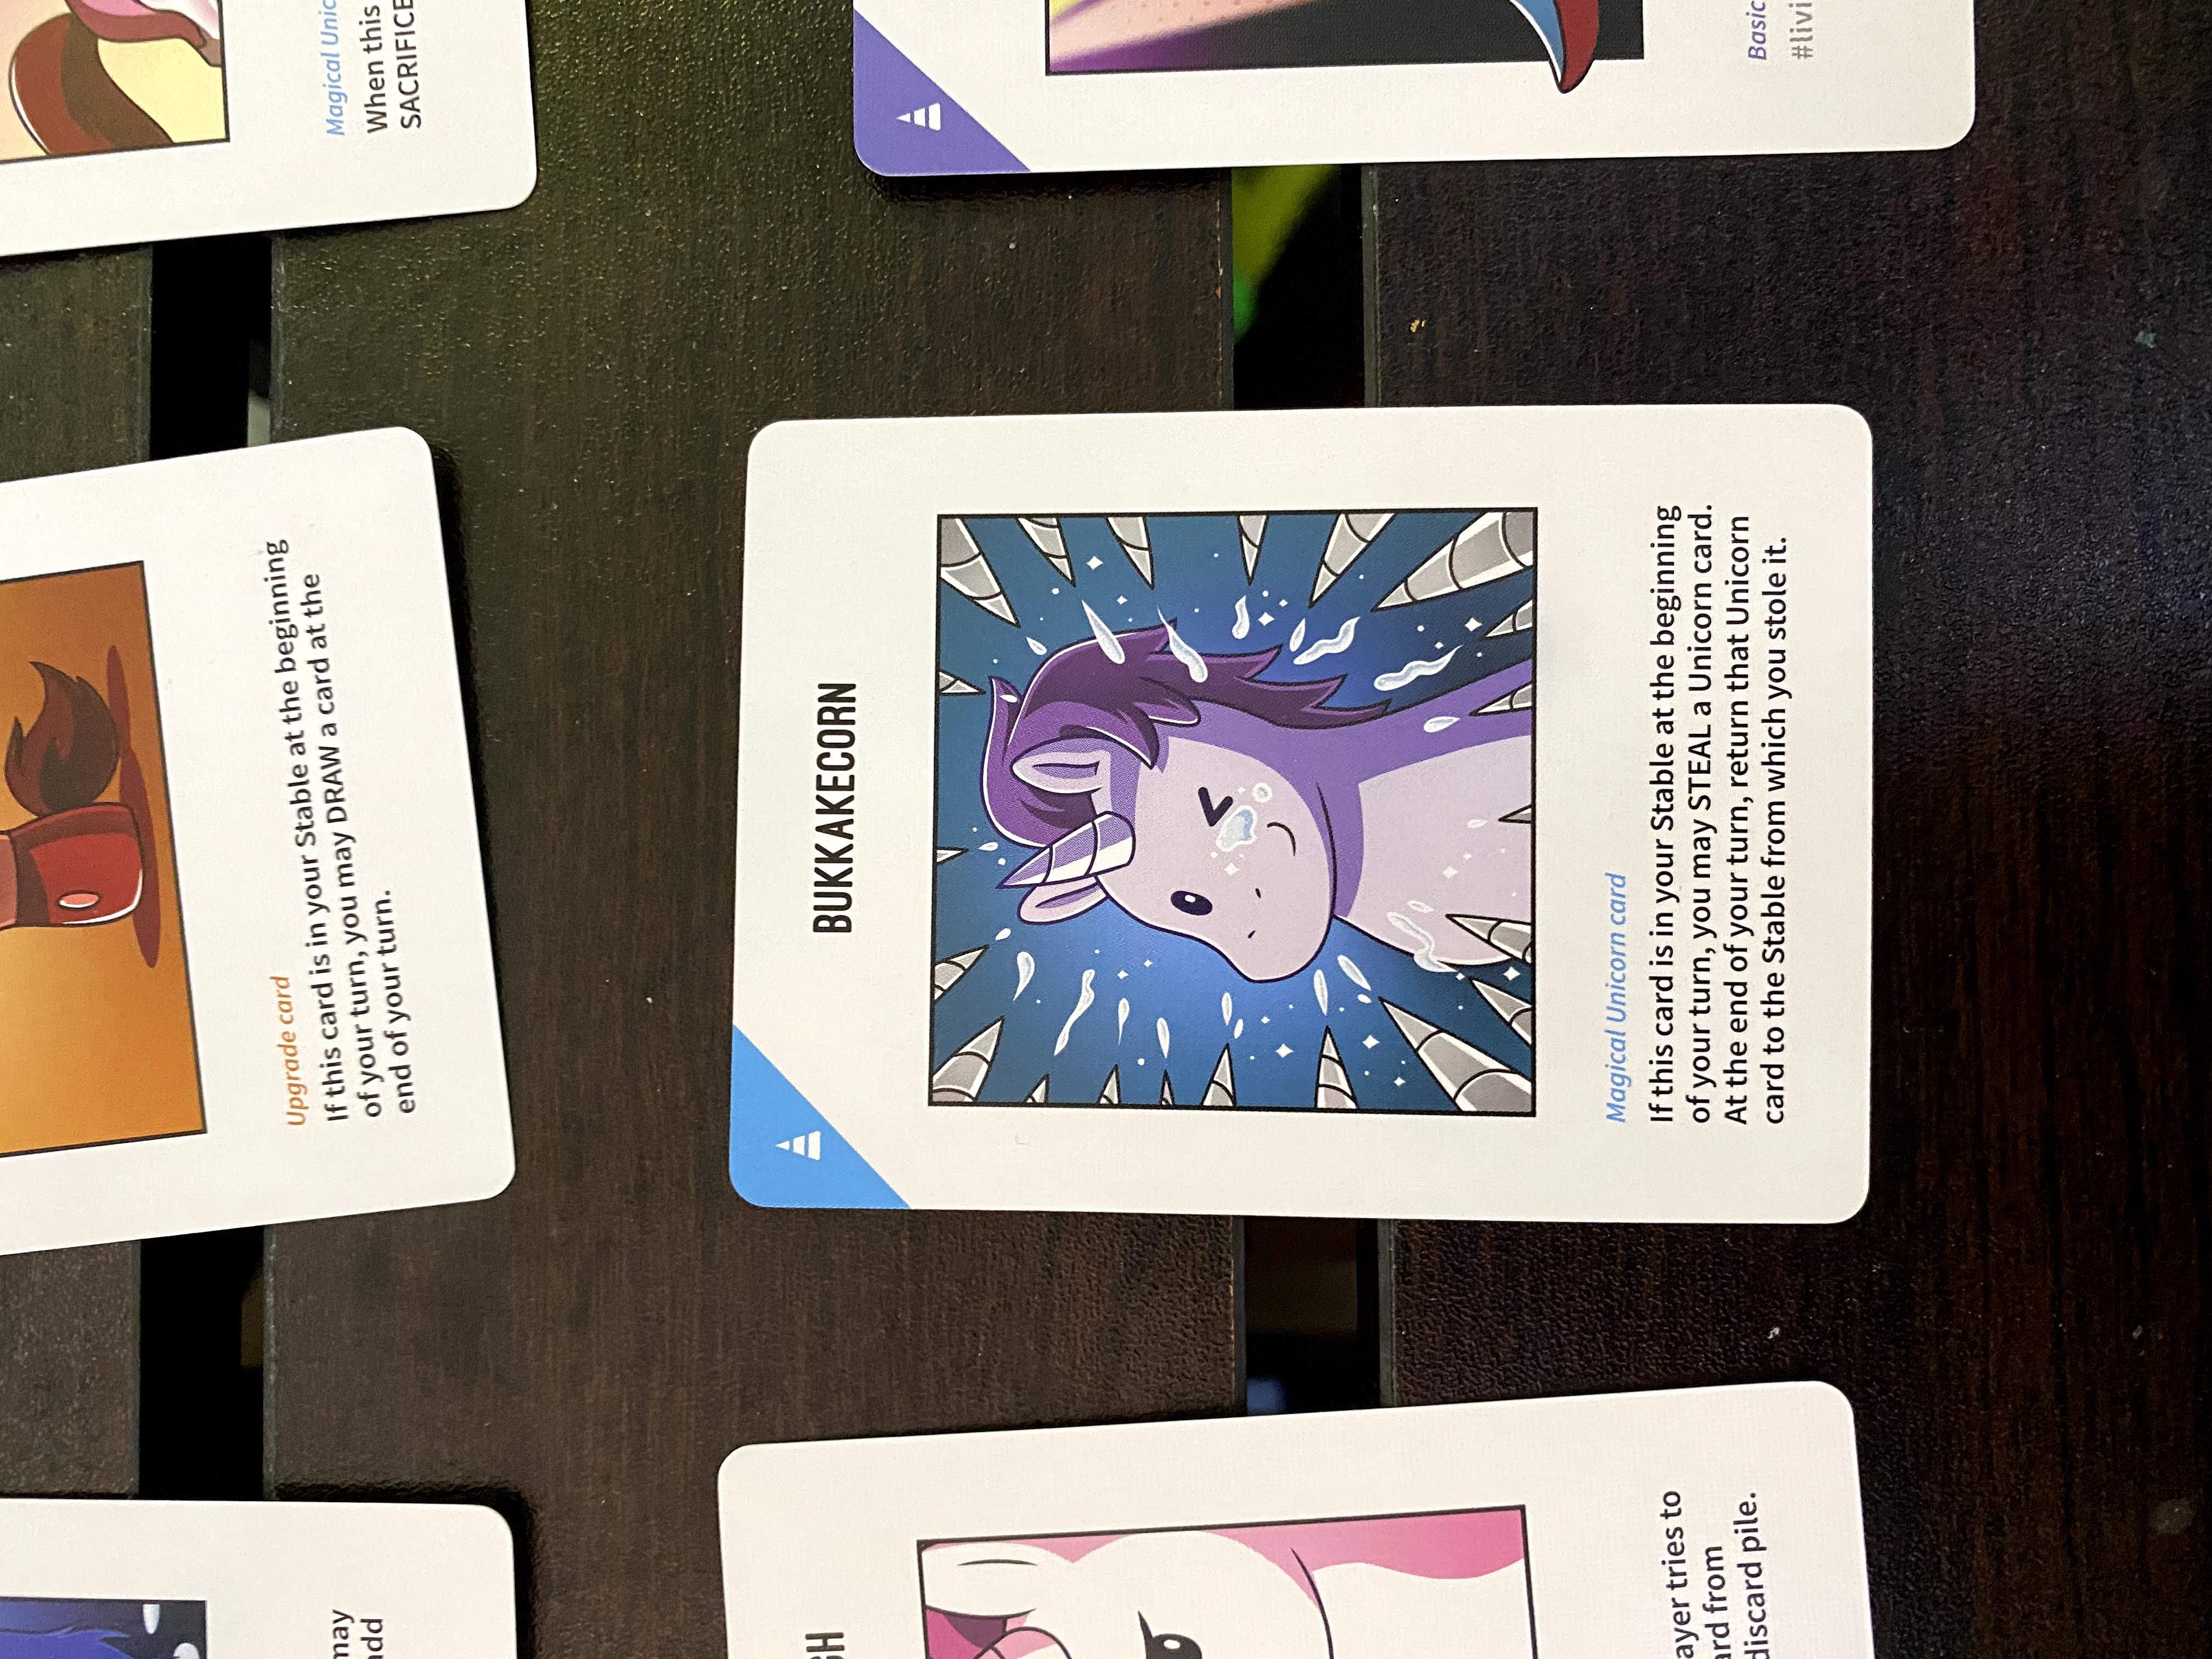 may
add
Upgrade card
If this card is in your Stable at the beginning
of your turn, you may DRAW a card at the
end of your turn.
Magical Unic
When this
SACRIFICE
GH
BUKKAKECORN
Magical Unicorn card
If this card is in your Stable at the beginning
of your turn, you may STEAL a Unicorn card.
At the end of your turn, return that Unicorn
card to the Stable from which you stole it.
ayer tries to
ard from
discard pile.
Basic
#livi